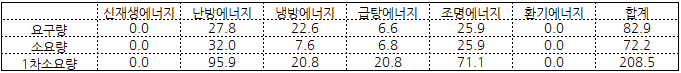 신재생에너지 난방에너지 냉방에너지 급탕에너지 조명에너지 환기에너지 합계
요구량 0.0 27.8 22.6 6.6 25.9 0.0 82.9
소요량 0.0 32.0 7.6 6.8 25.9 0.0 72.2
1차소요량 0.0 95.9 20.8 20.8 71.1 0.0 208.5